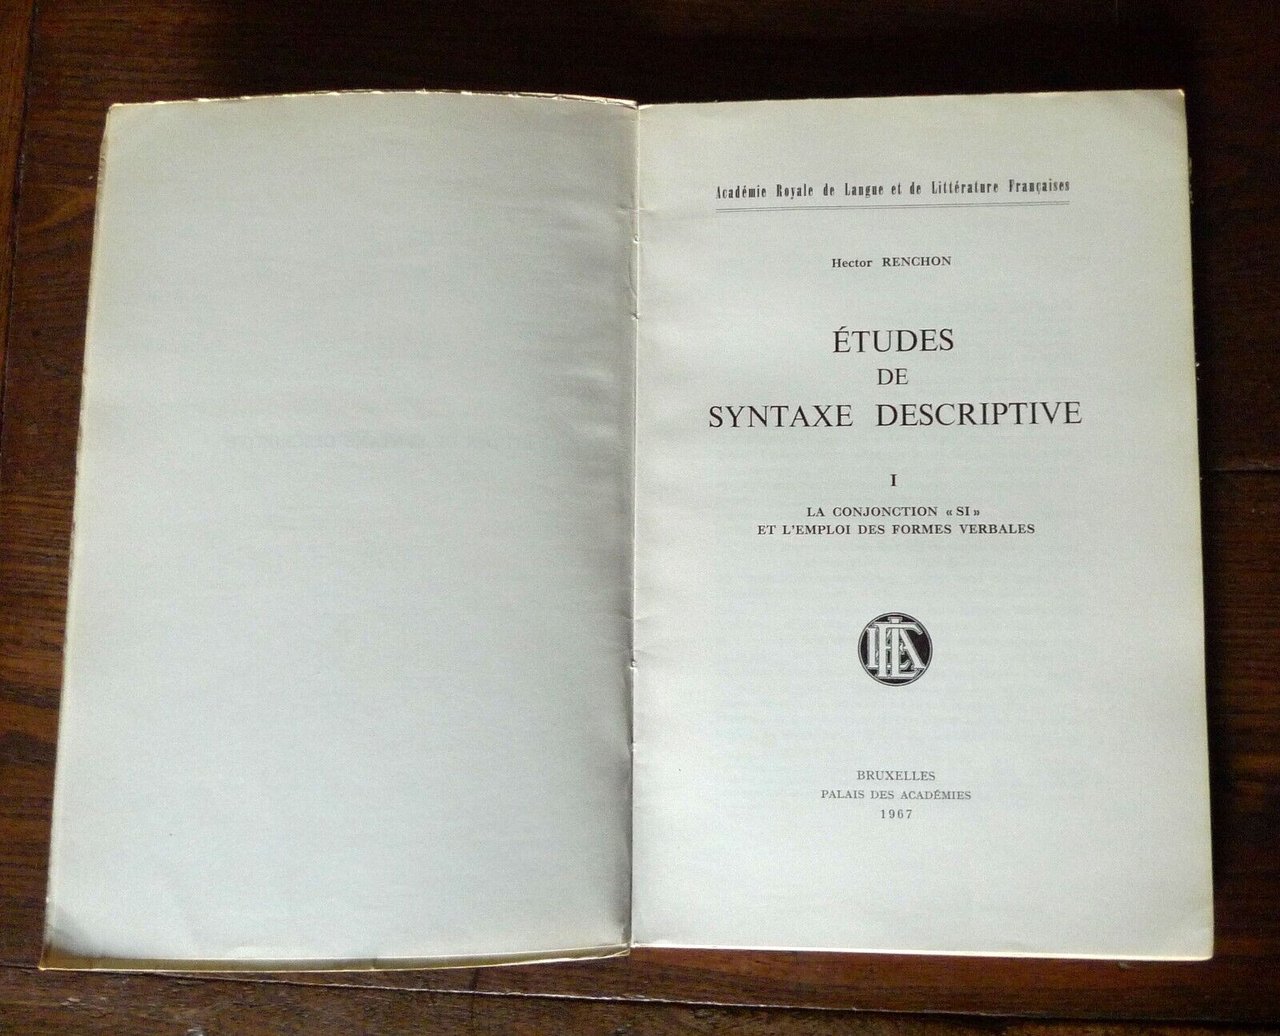 Académie Royale de Langue et de Littérature Françaises
Hector RENCHON
ÉTUDES
DE
SYNTAXE DESCRIPTIVE
I
LA CONJONCTION « SI »
ET L'EMPLOI DES FORMES VERBALES
BRUXELLES
PALAIS DES ACADÉMIES
1967